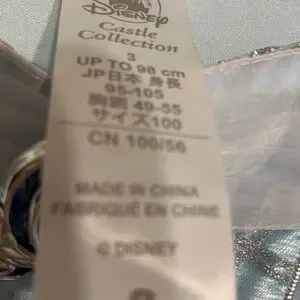 Disney
Castle
Collection
3
UP TO 98 cm
JP日本 身長
95-105
胸囲 49-55
サイズ100
CN 100/56
MADE IN CHINA
FABRIQUÉ EN CHINE
© DISNEY